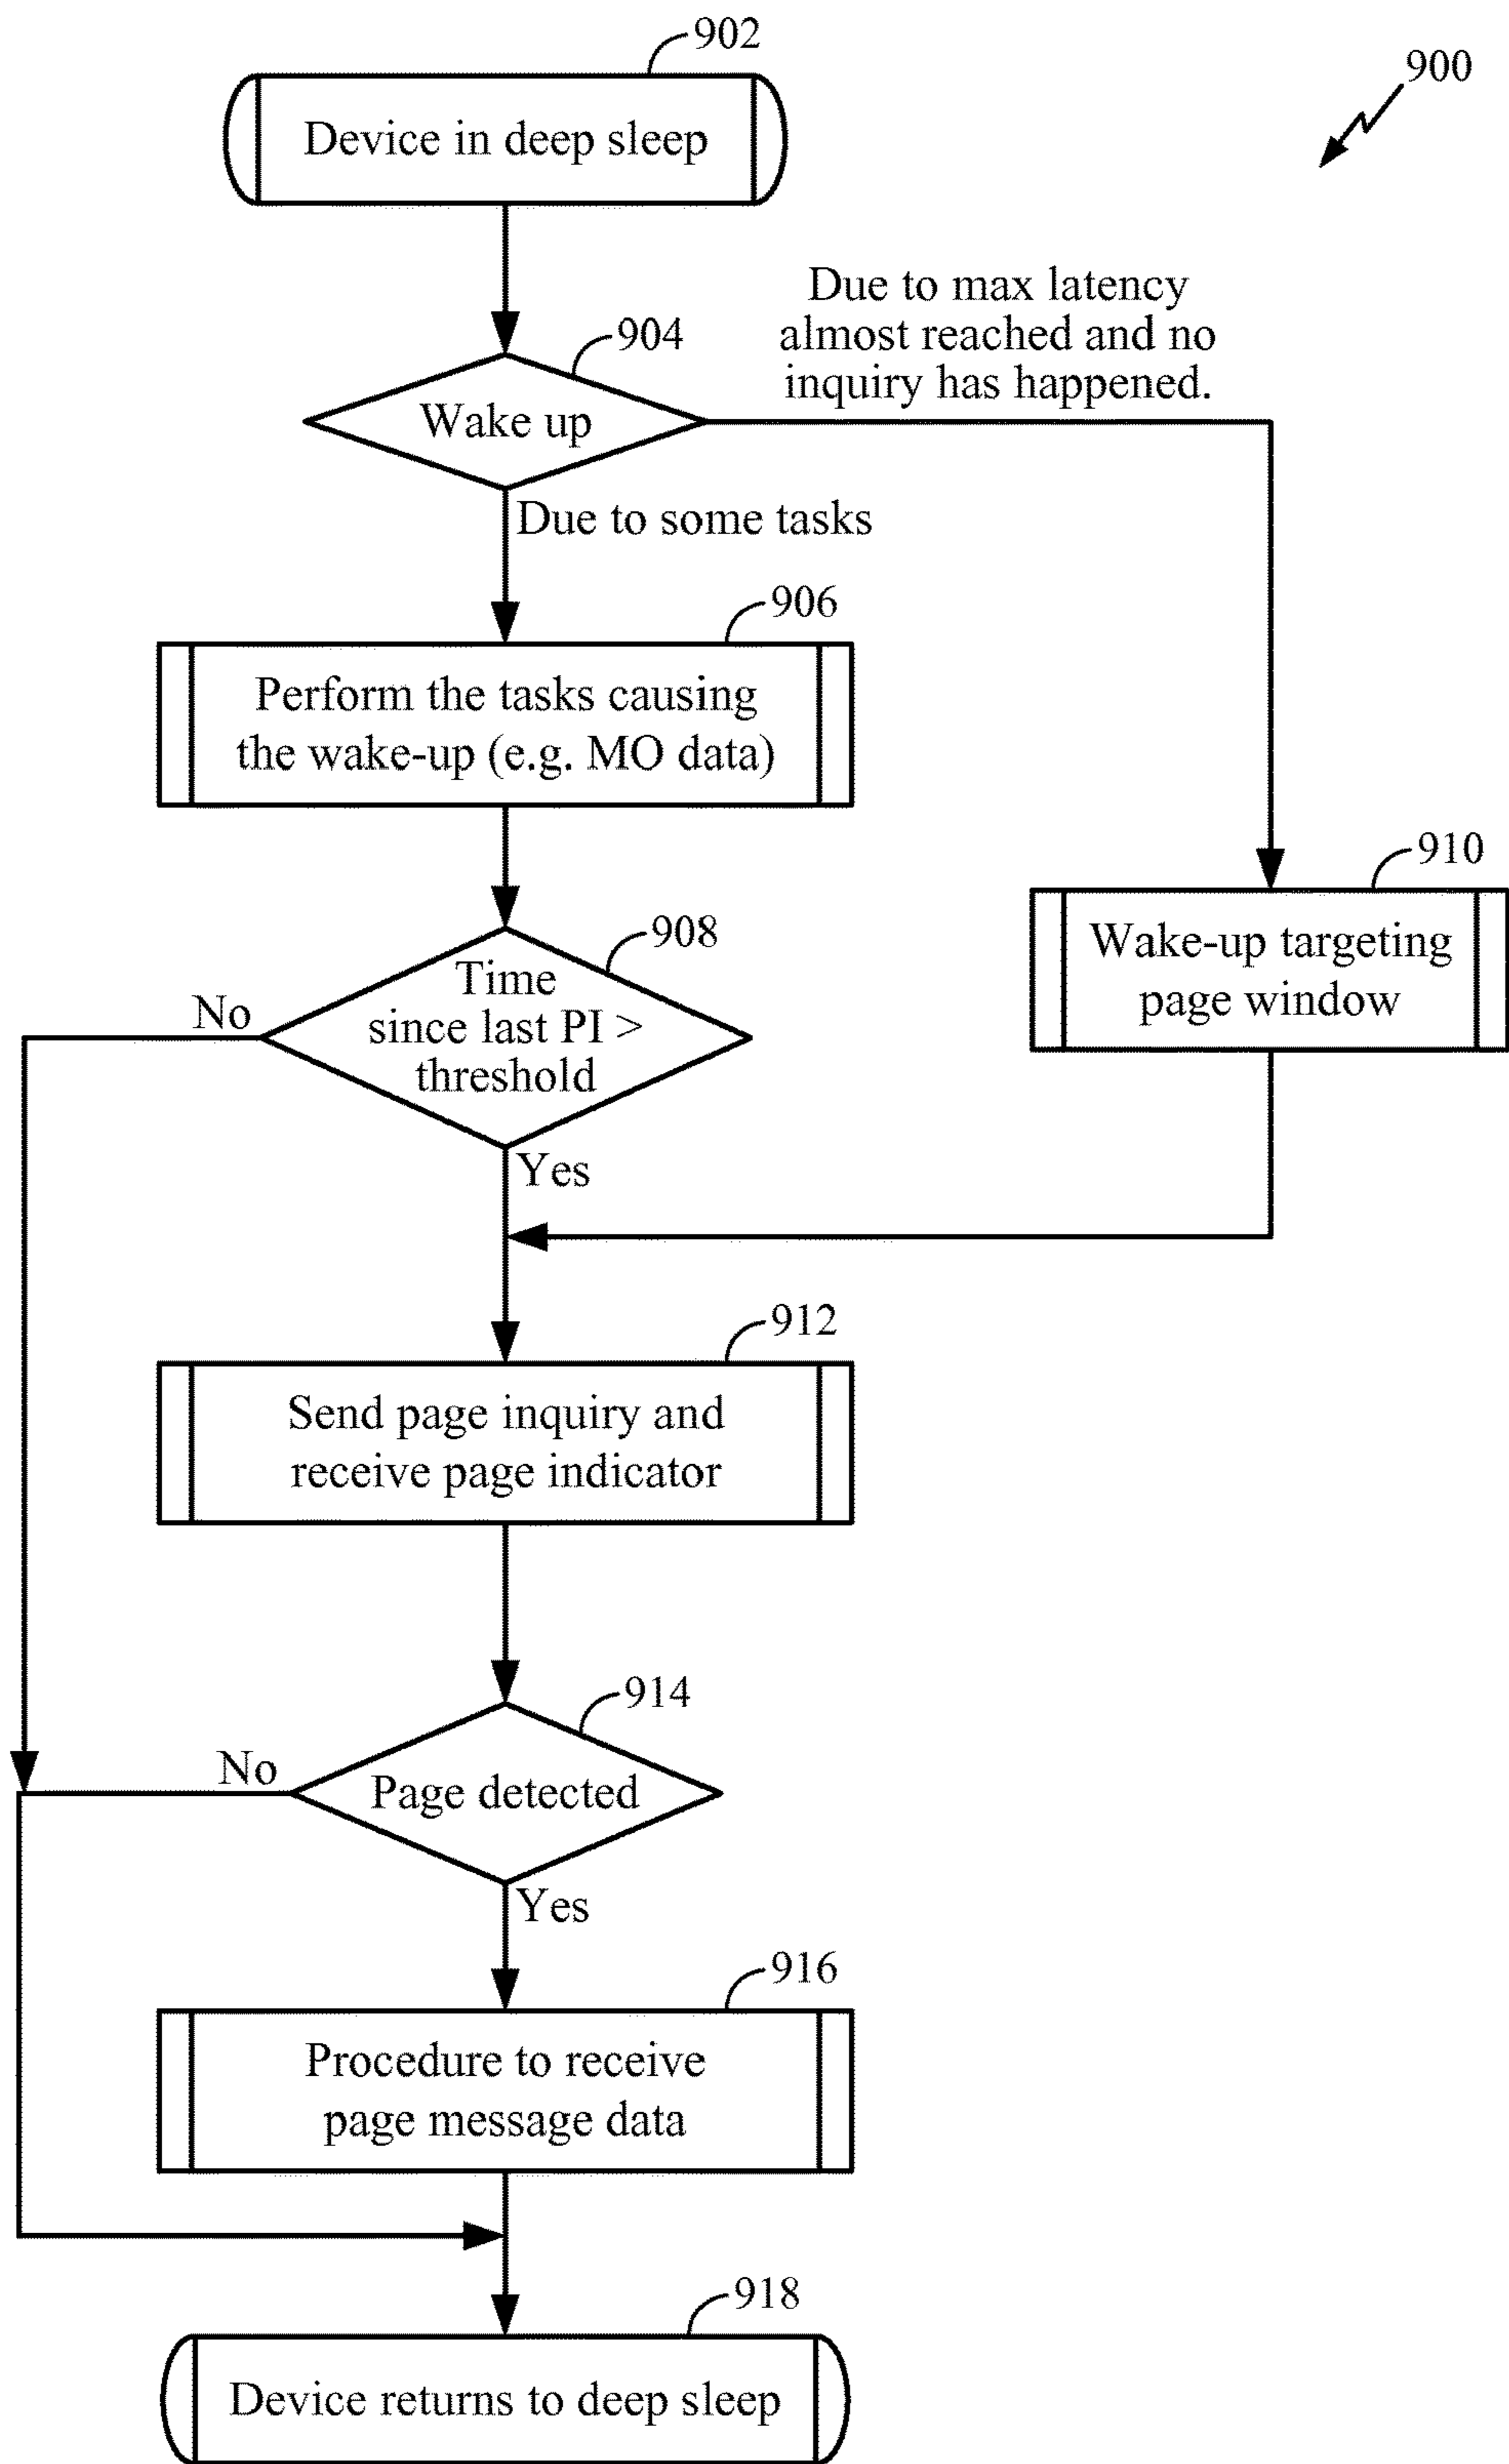 902
900
Device in deep sleep
Due to max latency
almost reached and no
inquiry has happened.
904
Wake up
Due to some tasks
906
Perform the tasks causing
the wake-up (e.g. MO data)
910
Wake-up targeting
page window
908
Time
since last PI >
threshold
No
Yes
912
Send page inquiry and
receive page indicator
914
Page detected
No
Yes
916
Procedure to receive
page message data
918
Device returns to deep sleep